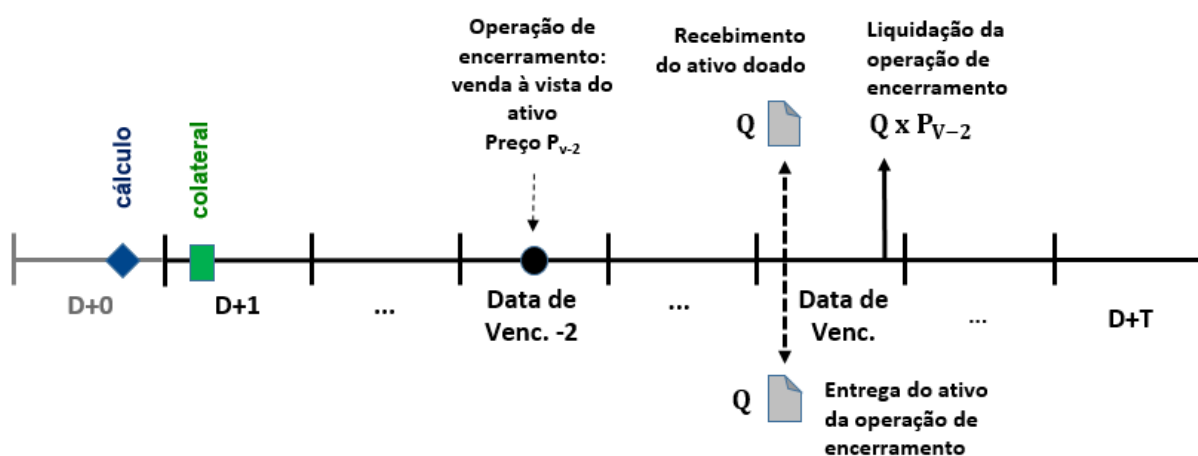 Operação de
encerramento:
venda à vista do
ativo
Preço Pv-2
Recebimento
do ativo doado
Q
Liquidação da
operação de
encerramento
Q x PV−2
cálculo
colateral
D+0
D+1
...
Data de
Venc. -2
...
Data de
Venc.
...
D+T
Q
Entrega do ativo
da operação de
encerramento